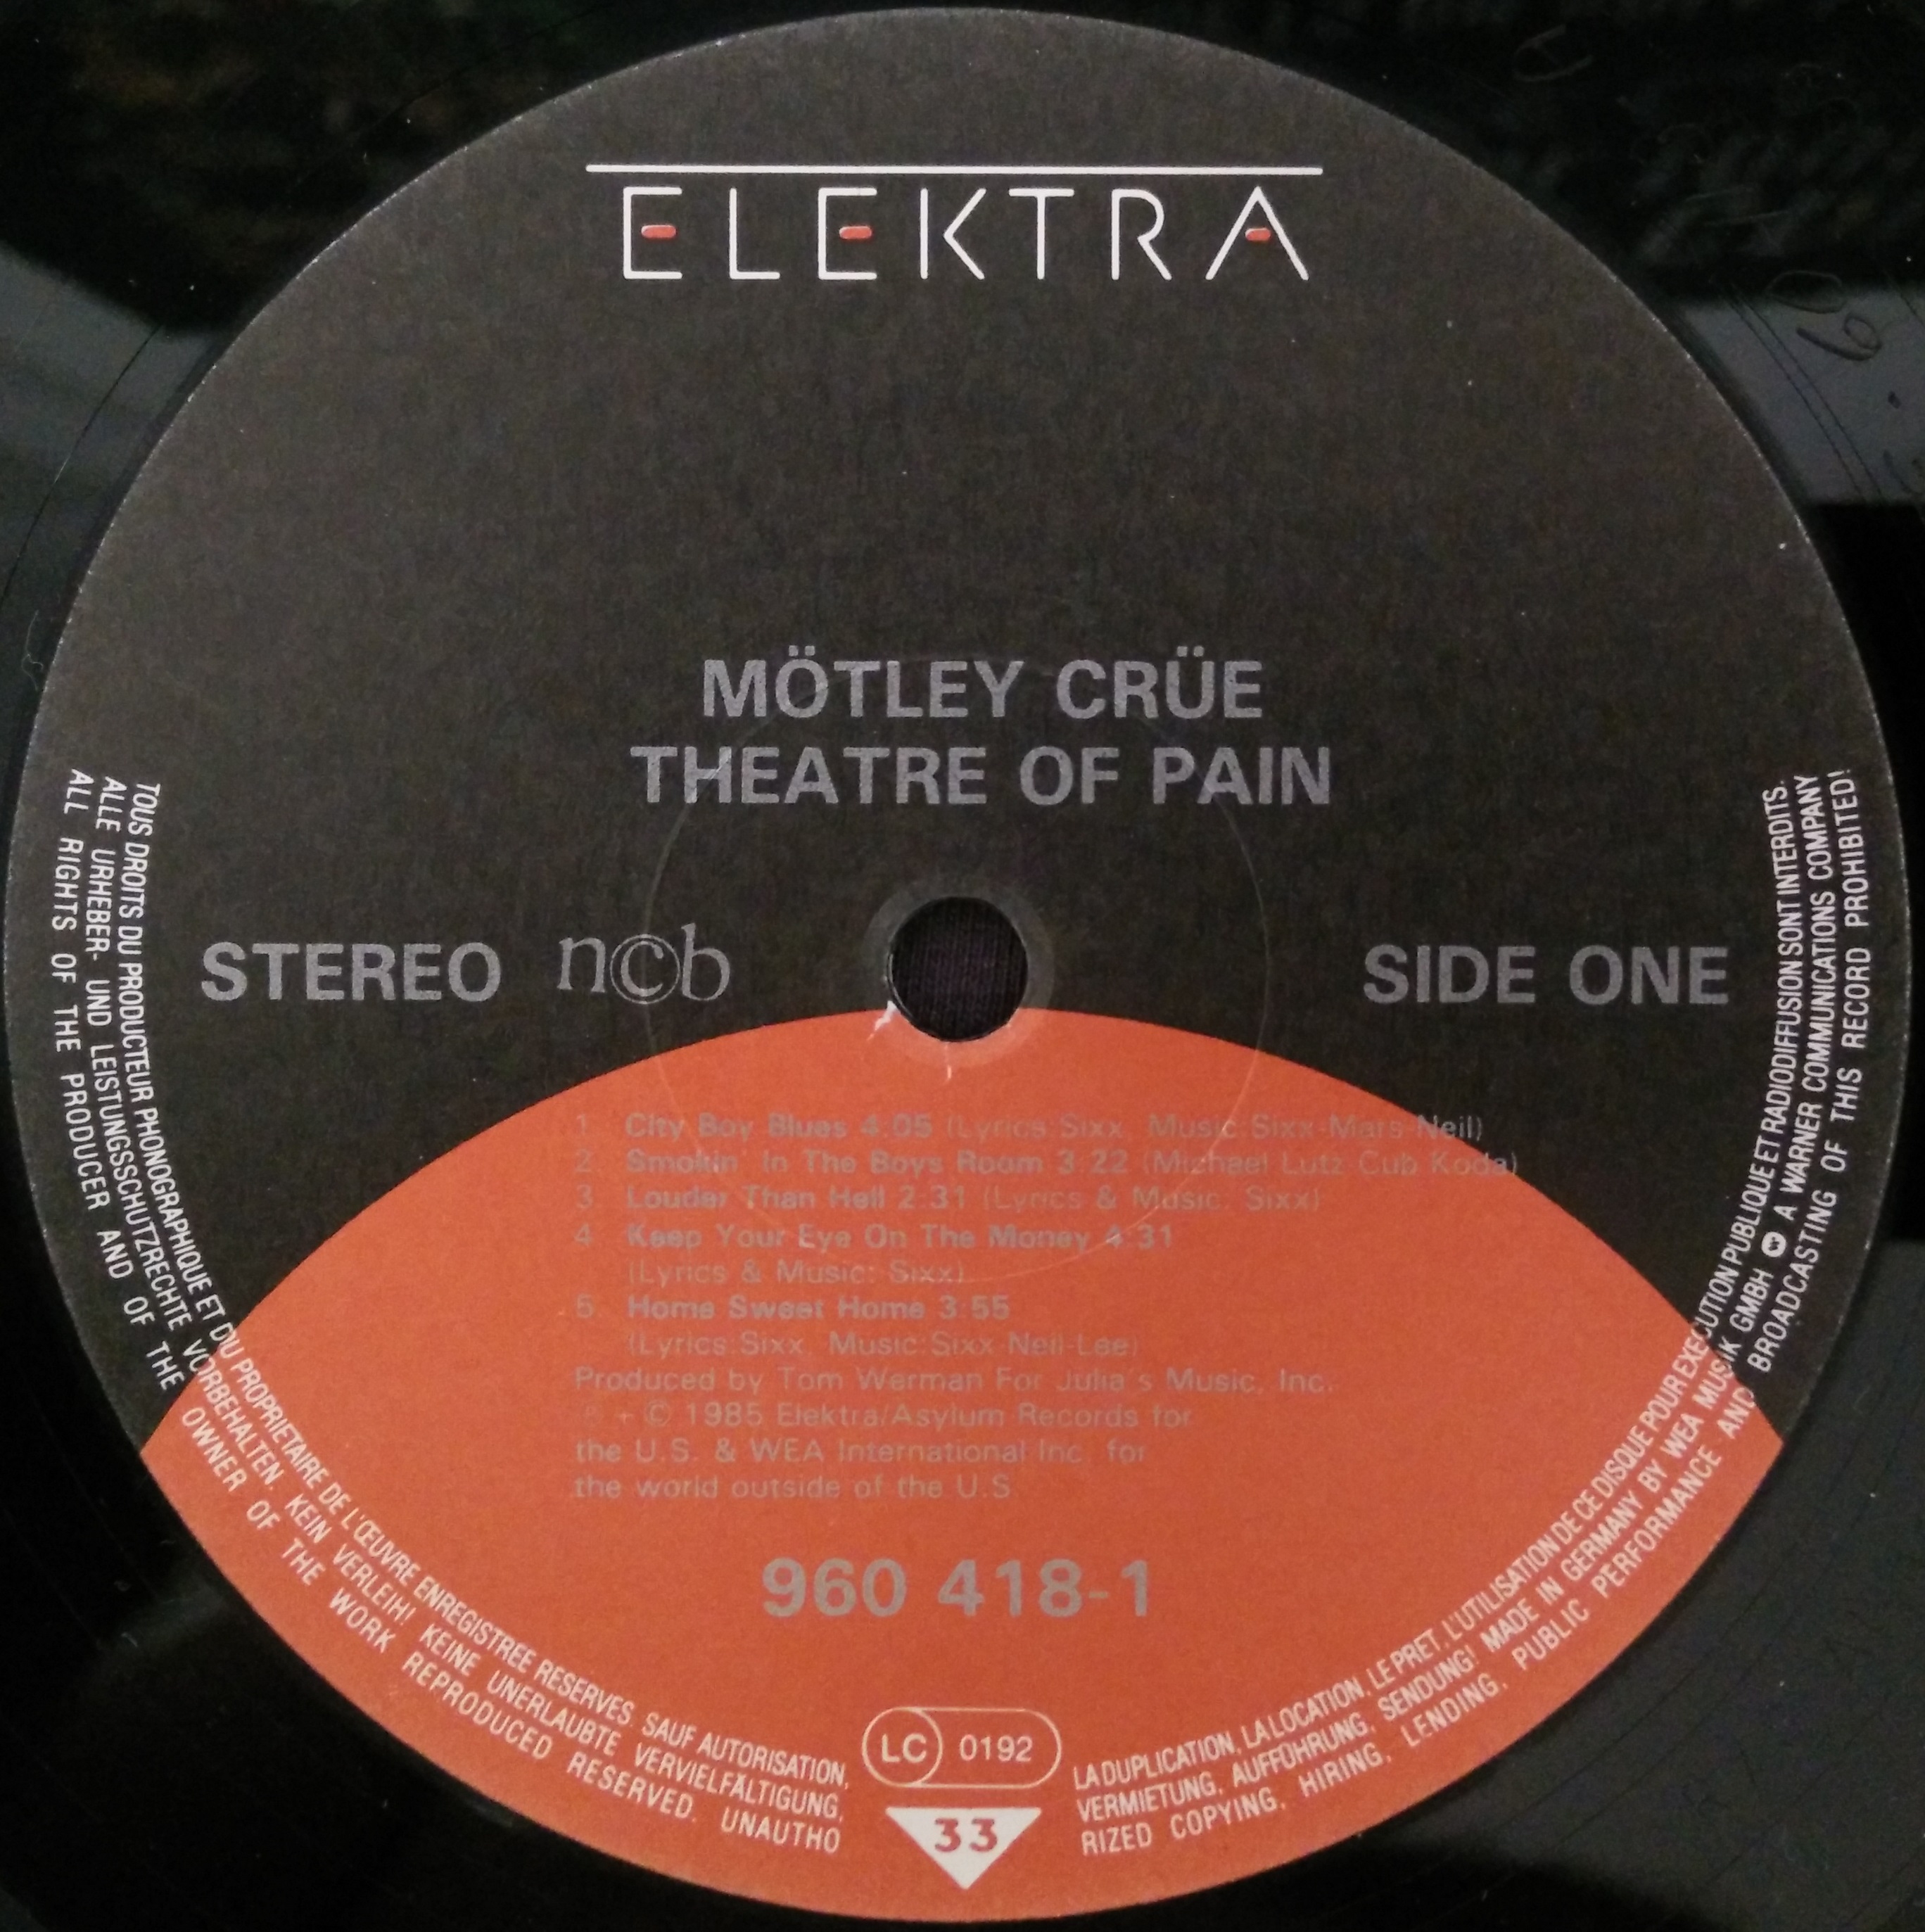 ELEKTRA
MÖTLEY CRÜE
THEATRE OF PAIN
STEREO n©b SIDE ONE
1 City Boy Blues 4:05 (Lyrics:Sixx, Music:Sixx-Mars-Neil)
2 Smokin' In The Boys Room 3:22 (Michael Lutz Cub Koda)
3 Louder Than Hell 2:31 (Lyrics & Music: Sixx)
4 Keep Your Eye On The Money 4:31
(Lyrics & Music: Sixx)
5 Home Sweet Home 3:55
(Lyrics:Sixx, Music:Sixx-Neil-Lee)
Produced by Tom Werman For Julia's Music, Inc.
℗ + © 1985 Elektra/Asylum Records for
the U.S. & WEA International Inc. for
the world outside of the U.S.
960 418-1
LC 0192
33
TOUS DROITS DU PRODUCTEUR PHONOGRAPHIQUE ET DU PROPRIETAIRE DE L'ŒUVRE ENREGISTREE RESERVES. SAUF AUTORISATION, LA DUPLICATION, LA LOCATION, LE PRET, L'UTILISATION DE CE DISQUE POUR EXECUTION PUBLIQUE ET RADIODIFFUSION SONT INTERDITS.
ALLE URHEBER- UND LEISTUNGSSCHUTZRECHTE VORBEHALTEN. KEIN VERLEIH! KEINE UNERLAUBTE VERVIELFÄLTIGUNG, VERMIETUNG, AUFFÜHRUNG, SENDUNG! MADE IN GERMANY BY WEA MUSIK GMBH A WARNER COMMUNICATIONS COMPANY
ALL RIGHTS OF THE PRODUCER AND OF THE OWNER OF THE WORK REPRODUCED RESERVED. UNAUTHORIZED COPYING, HIRING, LENDING, PUBLIC PERFORMANCE AND BROADCASTING OF THIS RECORD PROHIBITED!